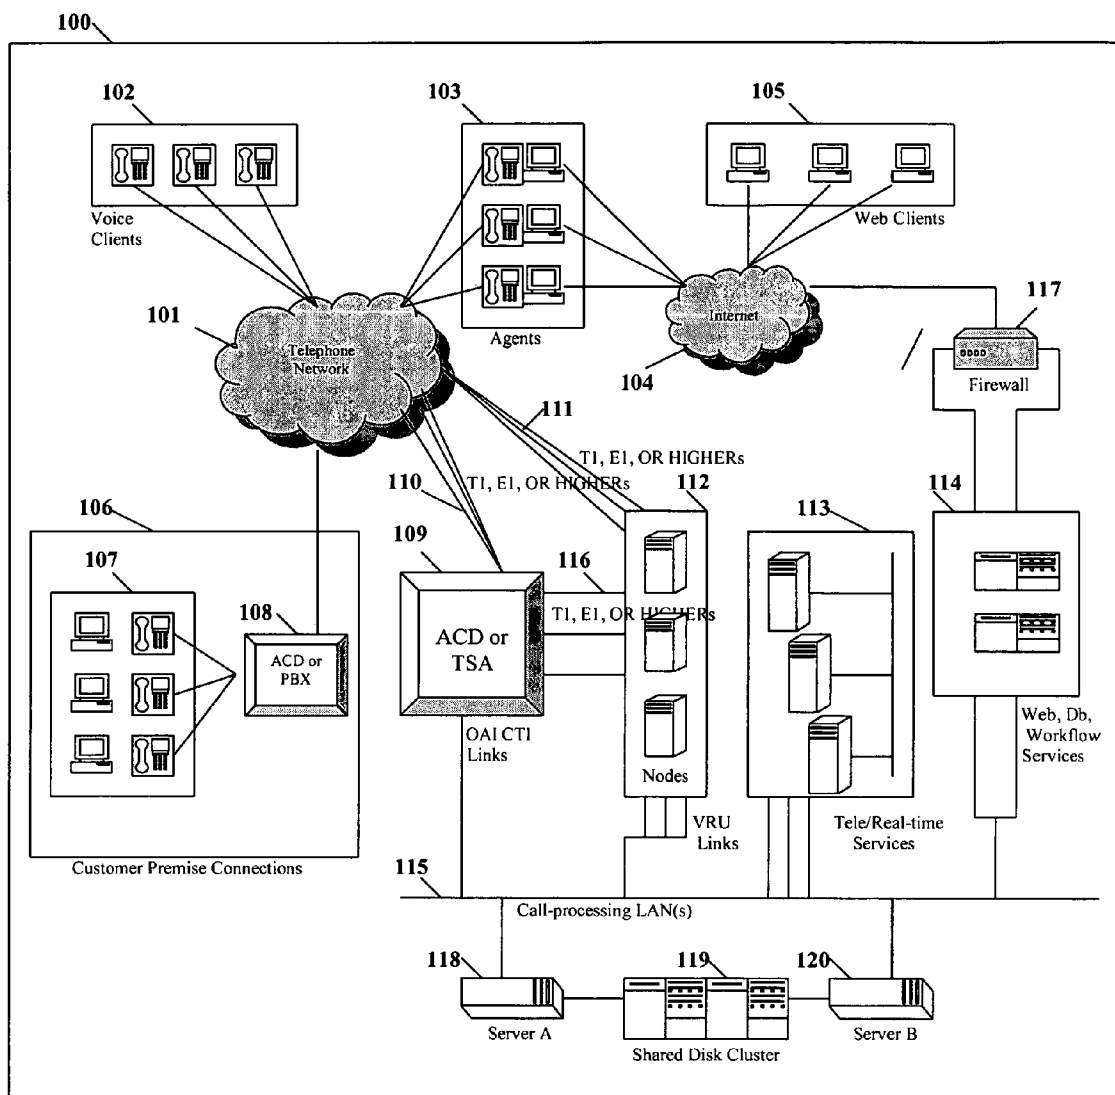 100
102
103
105
Voice
Clients
Agents
Web Clients
101
Telephone
Network
Internet
104
117
Firewall
111
T1, E1, OR HIGHERs
110
T1, E1, OR HIGHERs
112
113
114
106
107
108
ACD or
PBX
109
ACD or
TSA
116
T1, E1, OR HIGHERs
OAI CTI
Links
Nodes
VRU
Links
Tele/Real-time
Services
Web, Db,
Workflow
Services
Customer Premise Connections
115
Call-processing LAN(s)
118
119
120
Server A
Shared Disk Cluster
Server B